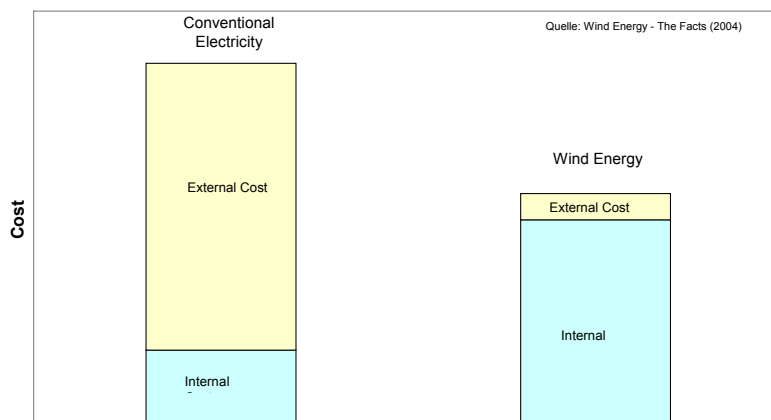 Conventional
Electricity
Quelle: Wind Energy - The Facts (2004)
Wind Energy
External Cost
External Cost
Cost
Internal
Internal